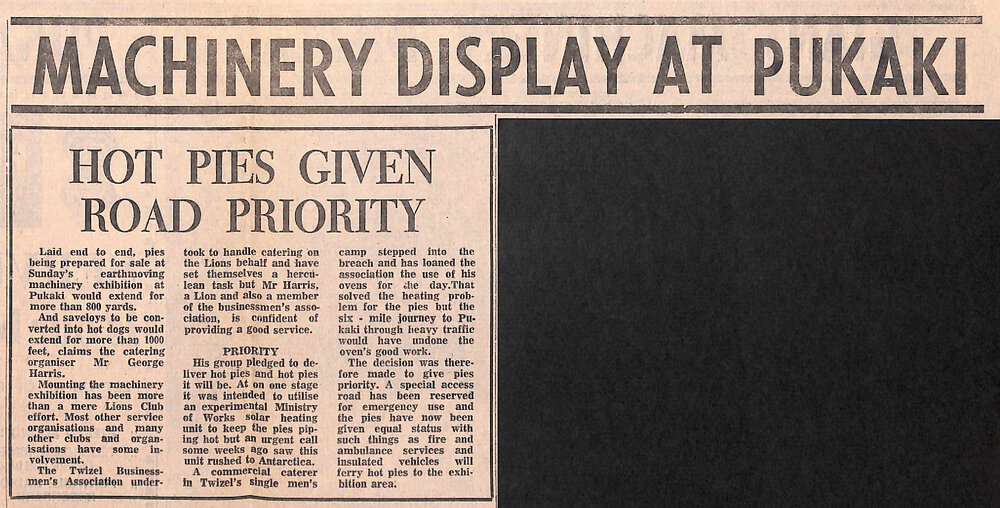 MACHINERY DISPLAY AT PUKAKI
HOT PIES GIVEN
ROAD PRIORITY
Laid end to end, pies
being prepared for sale at
Sunday's earthmoving
machinery exhibition at
Pukaki would extend for
more than 800 yards.
And saveloys to be con-
verted into hot dogs would
extend for more than 1000
feet, claims the catering
organiser Mr George
Harris.
Mounting the machinery
exhibition has been more
than a mere Lions Club
effort. Most other service
organisations and many
other clubs and organ-
isations have some in-
volvement.
The Twizel Business-
men's Association under-
took to handle catering on
the Lions behalf and have
set themselves a hercu-
lean task but Mr Harris,
a Lion and also a member
of the businessmen's asso-
ciation, is confident of
providing a good service.
PRIORITY
His group pledged to de-
liver hot pies and hot pies
it will be. At on one stage
it was intended to utilise
an experimental Ministry
of Works solar heating
unit to keep the pies pip-
ing hot but an urgent call
some weeks ago saw this
unit rushed to Antarctica.
A commercial caterer
in Twizel's single men's
camp stepped into the
breach and has loaned the
association the use of his
ovens for the day.That
solved the heating prob-
lem for the pies but the
six - mile journey to Pu-
kaki through heavy traffic
would have undone the
oven's good work.
The decision was there-
fore made to give pies
priority. A special access
road has been reserved
for emergency use and
the pies have now been
given equal status with
such things as fire and
ambulance services and
insulated vehicles will
ferry hot pies to the exhi-
bition area.